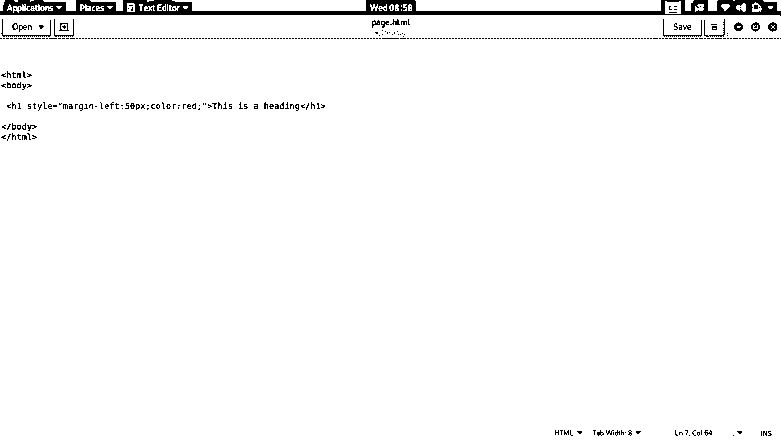 Applications Places Text Editor Wed 08:58
Open page.html Save
<html>
<body>
<h1 style="margin-left:50px;color:red;">This is a heading</h1>
</body>
</html>
HTML Tab Width: 8 Ln 7, Col 64 INS